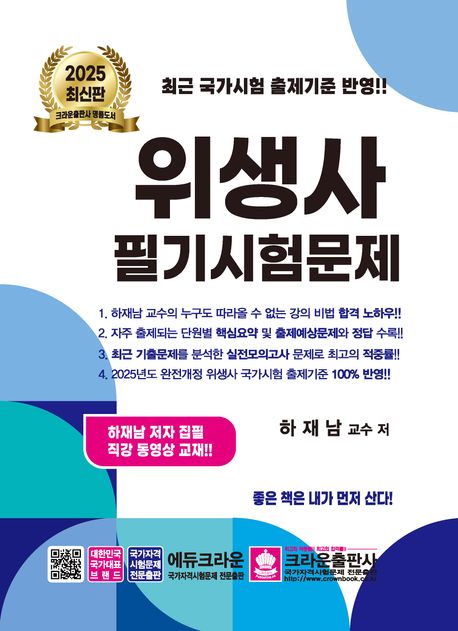 2025
최신판
크라운출판사 명품도서
최근 국가시험 출제기준 반영!!
위생사
필기시험문제
1. 하재남 교수의 누구도 따라올 수 없는 강의 비법 합격 노하우!!
2. 자주 출제되는 단원별 핵심요약 및 출제예상문제와 정답 수록!!
3. 최근 기출문제를 분석한 실전모의고사 문제로 최고의 적중률!!
4. 2025년도 완전개정 위생사 국가시험 출제기준 100% 반영!!
하재남 저자 집필
직강 동영상 교재!!
하재남 교수 저
좋은 책은 내가 먼저 산다!
대한민국
국가대표
브랜드
국가자격
시험문제
전문출판
에듀크라운
국가자격시험문제 전문출판
최고의 적중률!! 최고의 합격률!!
크라운출판사
국가자격시험문제 전문출판
http://www.crownbook.co.kr